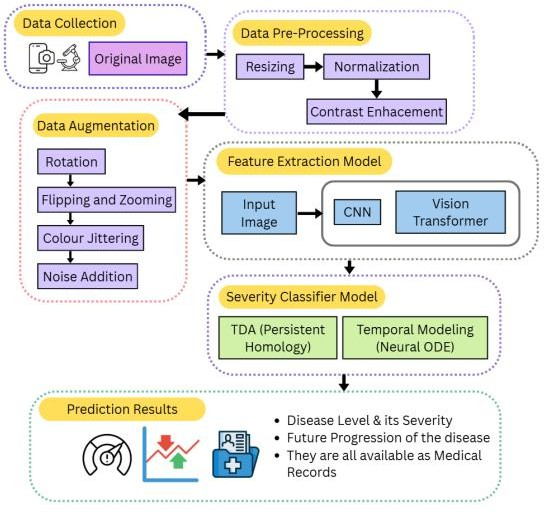 Data Collection
Original Image
Data Pre-Processing
Resizing
Normalization
Contrast Enhacement
Data Augmentation
Rotation
Flipping and Zooming
Colour Jittering
Noise Addition
Feature Extraction Model
Input
Image
CNN
Vision
Transformer
Severity Classifier Model
TDA (Persistent
Homology)
Temporal Modeling
(Neural ODE)
Prediction Results
• Disease Level & its Severity
• Future Progression of the disease
• They are all available as Medical
Records